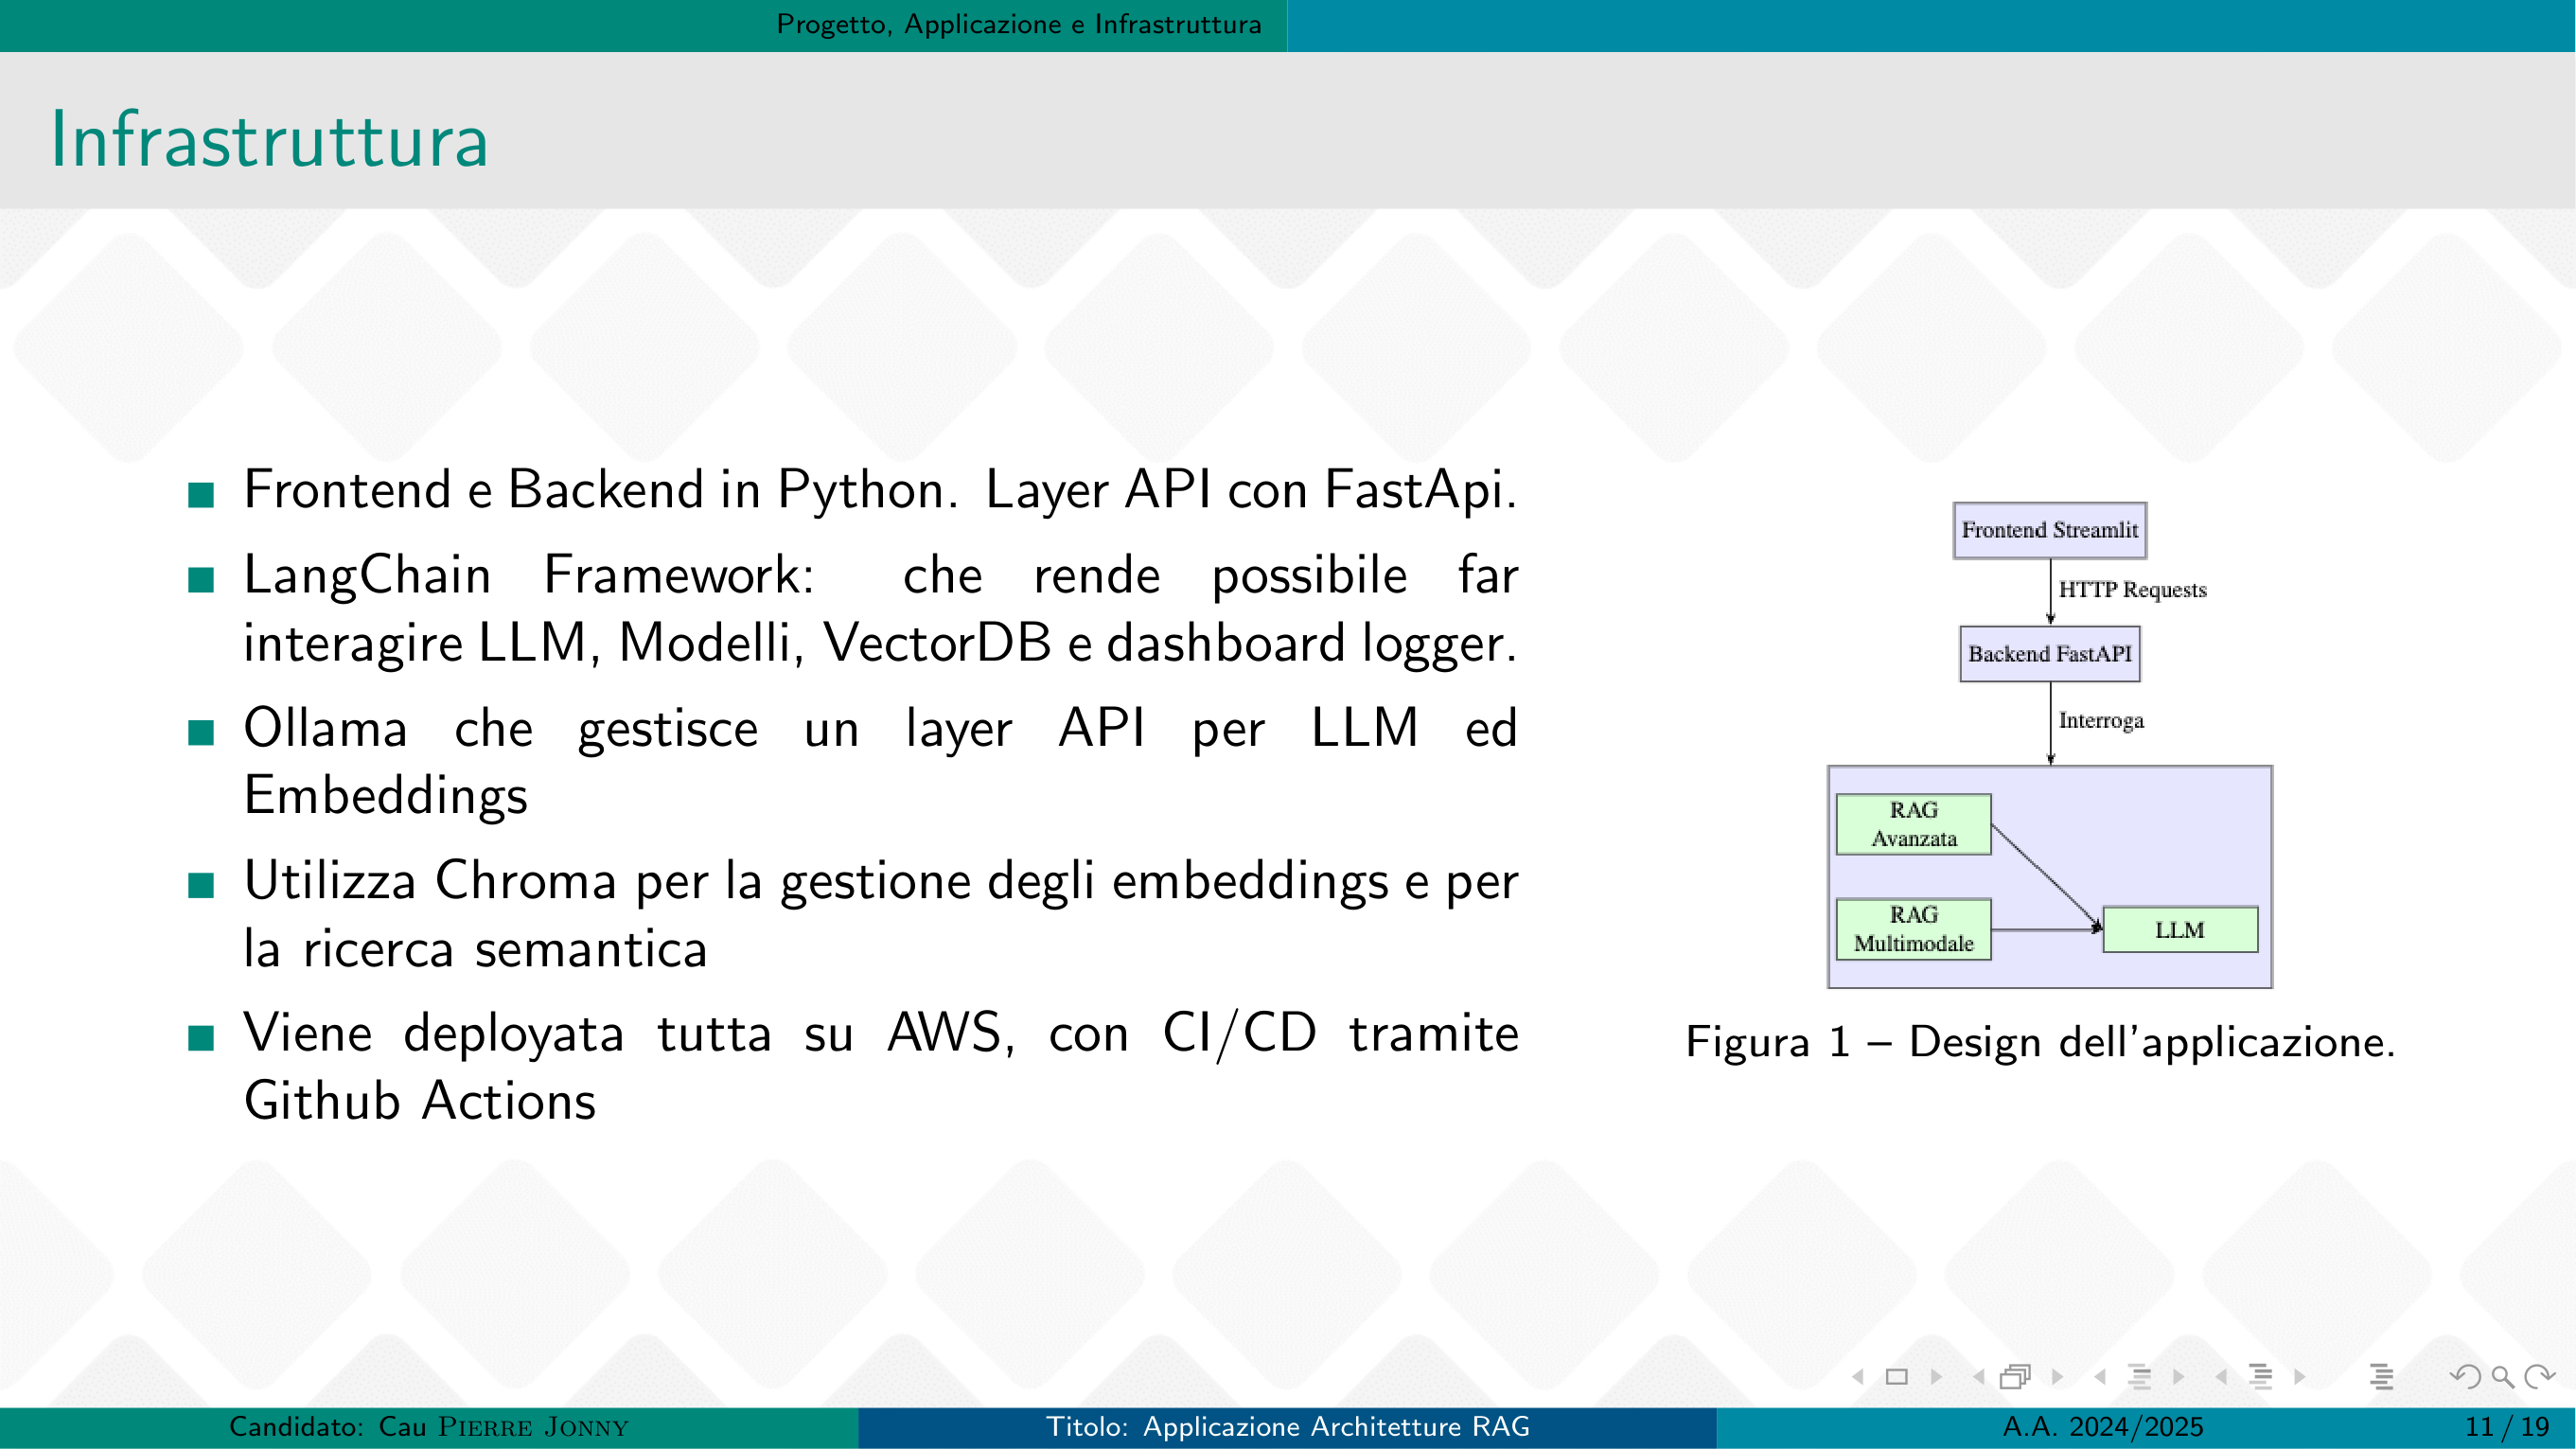 Progetto, Applicazione e Infrastruttura
Infrastruttura
Frontend e Backend in Python. Layer API con FastApi.
LangChain Framework: che rende possibile far
interagire LLM, Modelli, VectorDB e dashboard logger.
Ollama che gestisce un layer API per LLM ed
Embeddings
Utilizza Chroma per la gestione degli embeddings e per
la ricerca semantica
Viene deployata tutta su AWS, con CI/CD tramite
Github Actions
Frontend Streamlit
HTTP Requests
Backend FastAPI
Interroga
RAG
Avanzata
RAG
Multimodale
LLM
Figura 1 – Design dell'applicazione.
Candidato: Cau Pierre Jonny
Titolo: Applicazione Architetture RAG
A.A. 2024/2025
11 / 19